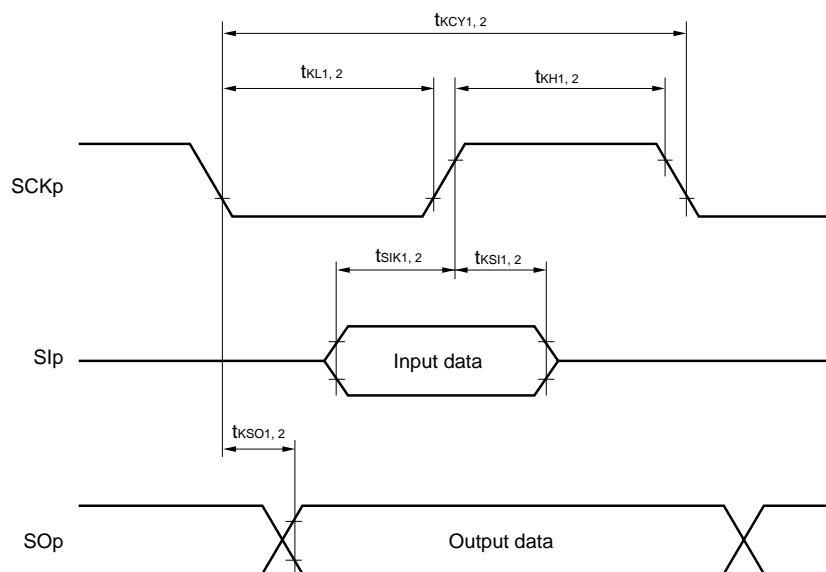 tKCY1, 2
tKL1, 2
tKH1, 2
SCKp
tSIK1, 2
tKSI1, 2
SIp
Input data
tKSO1, 2
SOp
Output data